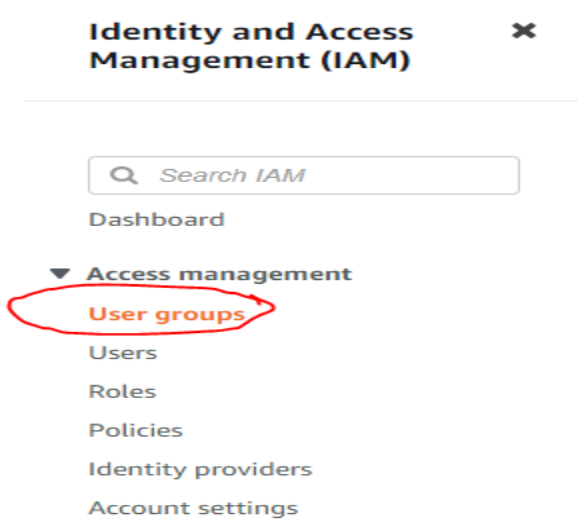 Identity and Access
Management (IAM)
Search IAM
Dashboard
Access management
User groups
Users
Roles
Policies
Identity providers
Account settings